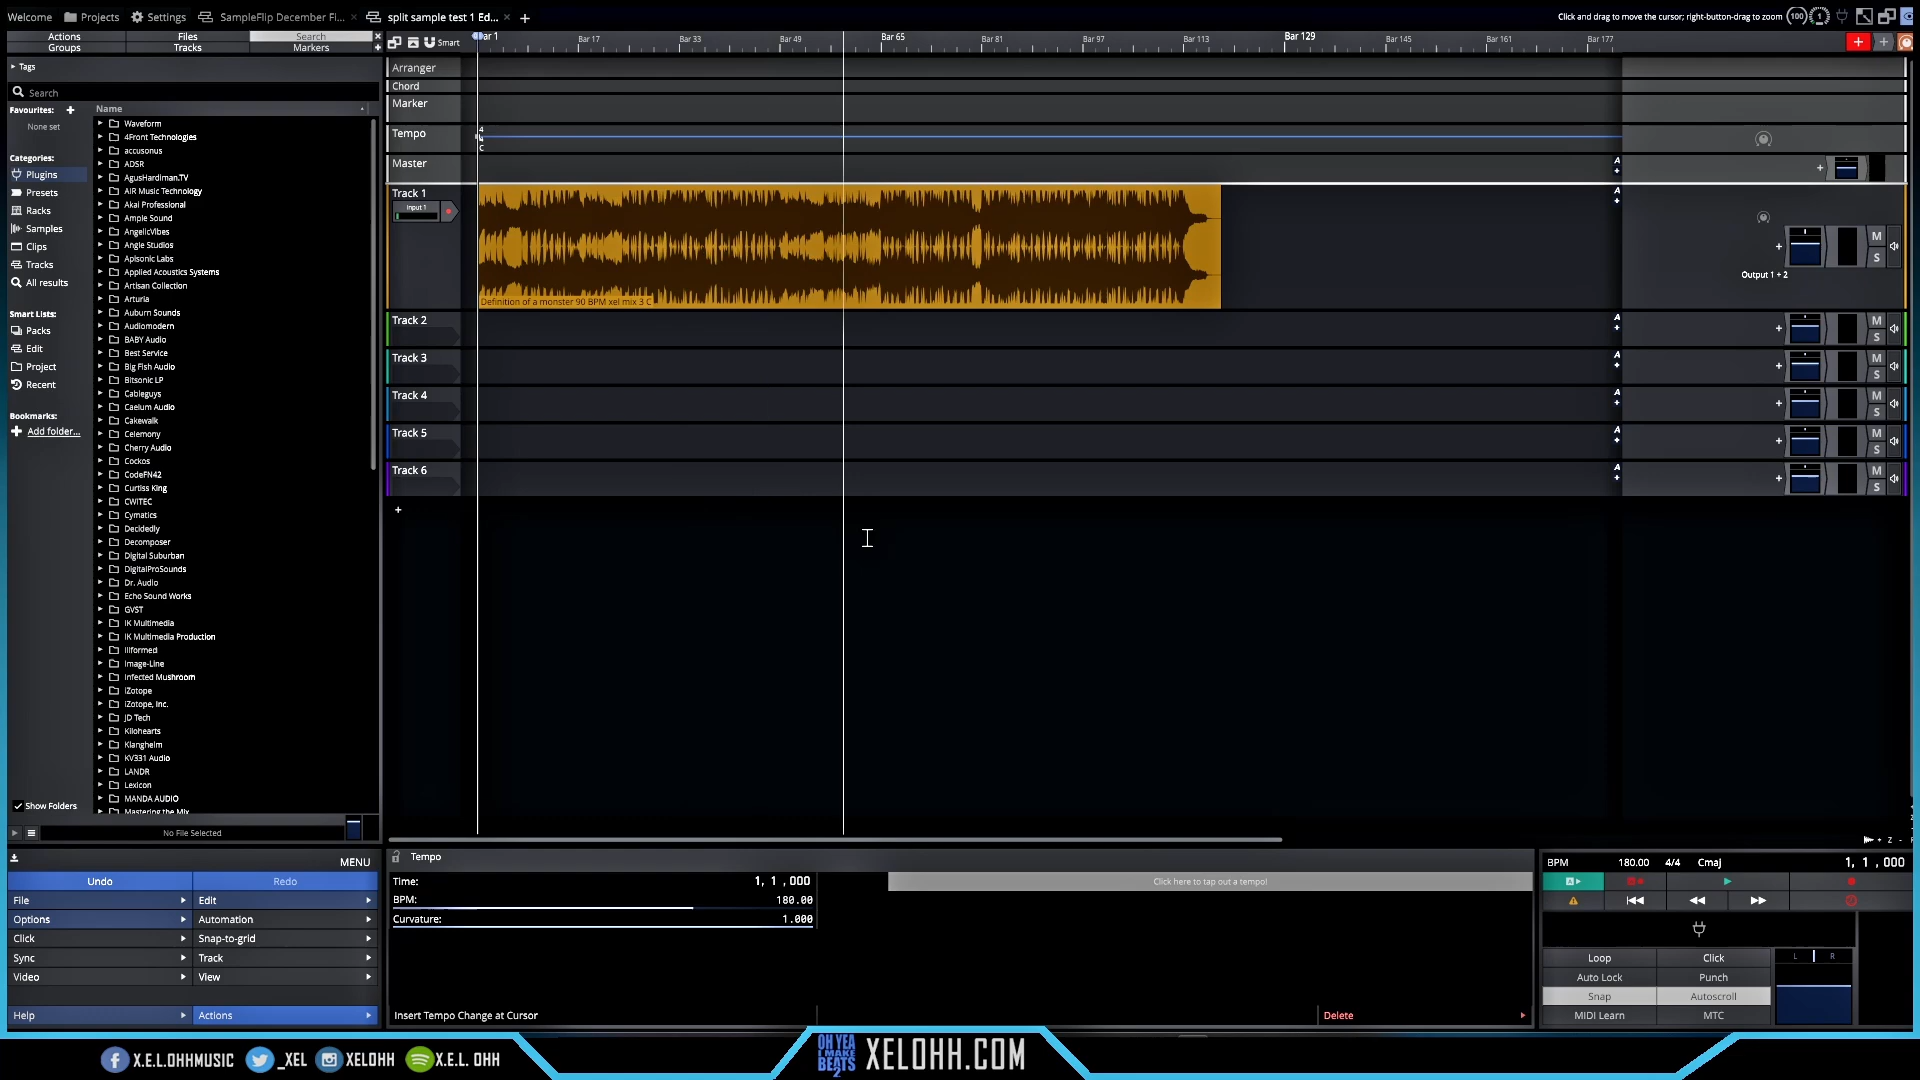 Welcome Projects Settings SampleFlip December Fi... split sample test 1 Ed...
Click and drag to move the cursor; right-button-drag to zoom 100 1
Actions Files Search
Groups Tracks Markers
Tags
Search
Favourites:
None set
Categories:
Plugins
Presets
Racks
Samples
Clips
Tracks
All results
Smart Lists:
Packs
Edit
Project
Recent
Bookmarks:
Add folder...
Show Folders
Name
Waveform
4Front Technologies
accusonus
ADSR
AgusHardiman.TV
AIR Music Technology
Akai Professional
Ample Sound
AngelicVibes
Angle Studios
Apisonic Labs
Applied Acoustics Systems
Artisan Collection
Arturia
Auburn Sounds
Audiomodern
BABY Audio
Best Service
Big Fish Audio
Bitsonic LP
Cableguys
Caelum Audio
Cakewalk
Celemony
Cherry Audio
Cockos
CodeFN42
Curtiss King
CWITEC
Cymatics
Decidedly
Decomposer
Digital Suburban
DigitalProSounds
Dr. Audio
Echo Sound Works
GVST
IK Multimedia
IK Multimedia Production
Illformed
Image-Line
Infected Mushroom
iZotope
iZotope, Inc.
JD Tech
Kilohearts
Klanghelm
KV331 Audio
LANDR
Lexicon
MANDA AUDIO
Mastering the Mix
No File Selected
Smart
Bar 1 Bar 17 Bar 33 Bar 49 Bar 65 Bar 81 Bar 97 Bar 113 Bar 129 Bar 145 Bar 161 Bar 177
Arranger
Chord
Marker
Tempo
4
4
C
Master A
Track 1 A
Input 1
M
S
Output 1 + 2
Definition of a monster 90 BPM xel mix 3 C
Track 2 A M
S
Track 3 A M
S
Track 4 A M
S
Track 5 A M
S
Track 6 A M
S
MENU
Undo Redo
File Edit
Options Automation
Click Snap-to-grid
Sync Track
Video View
Help Actions
Tempo
Time: 1, 1 , 000
BPM: 180.00
Curvature: 1.000
Click here to tap out a tempo!
Insert Tempo Change at Cursor
Delete
BPM 180.00 4/4 Cmaj 1, 1 , 000
Loop Click
Auto Lock Punch
Snap Autoscroll
MIDI Learn MTC
L R
X.E.L.OHHMUSIC _XEL XELOHH X.E.L. OHH
OH YEA
I MAKE
BEATS
2
XELOHH.COM